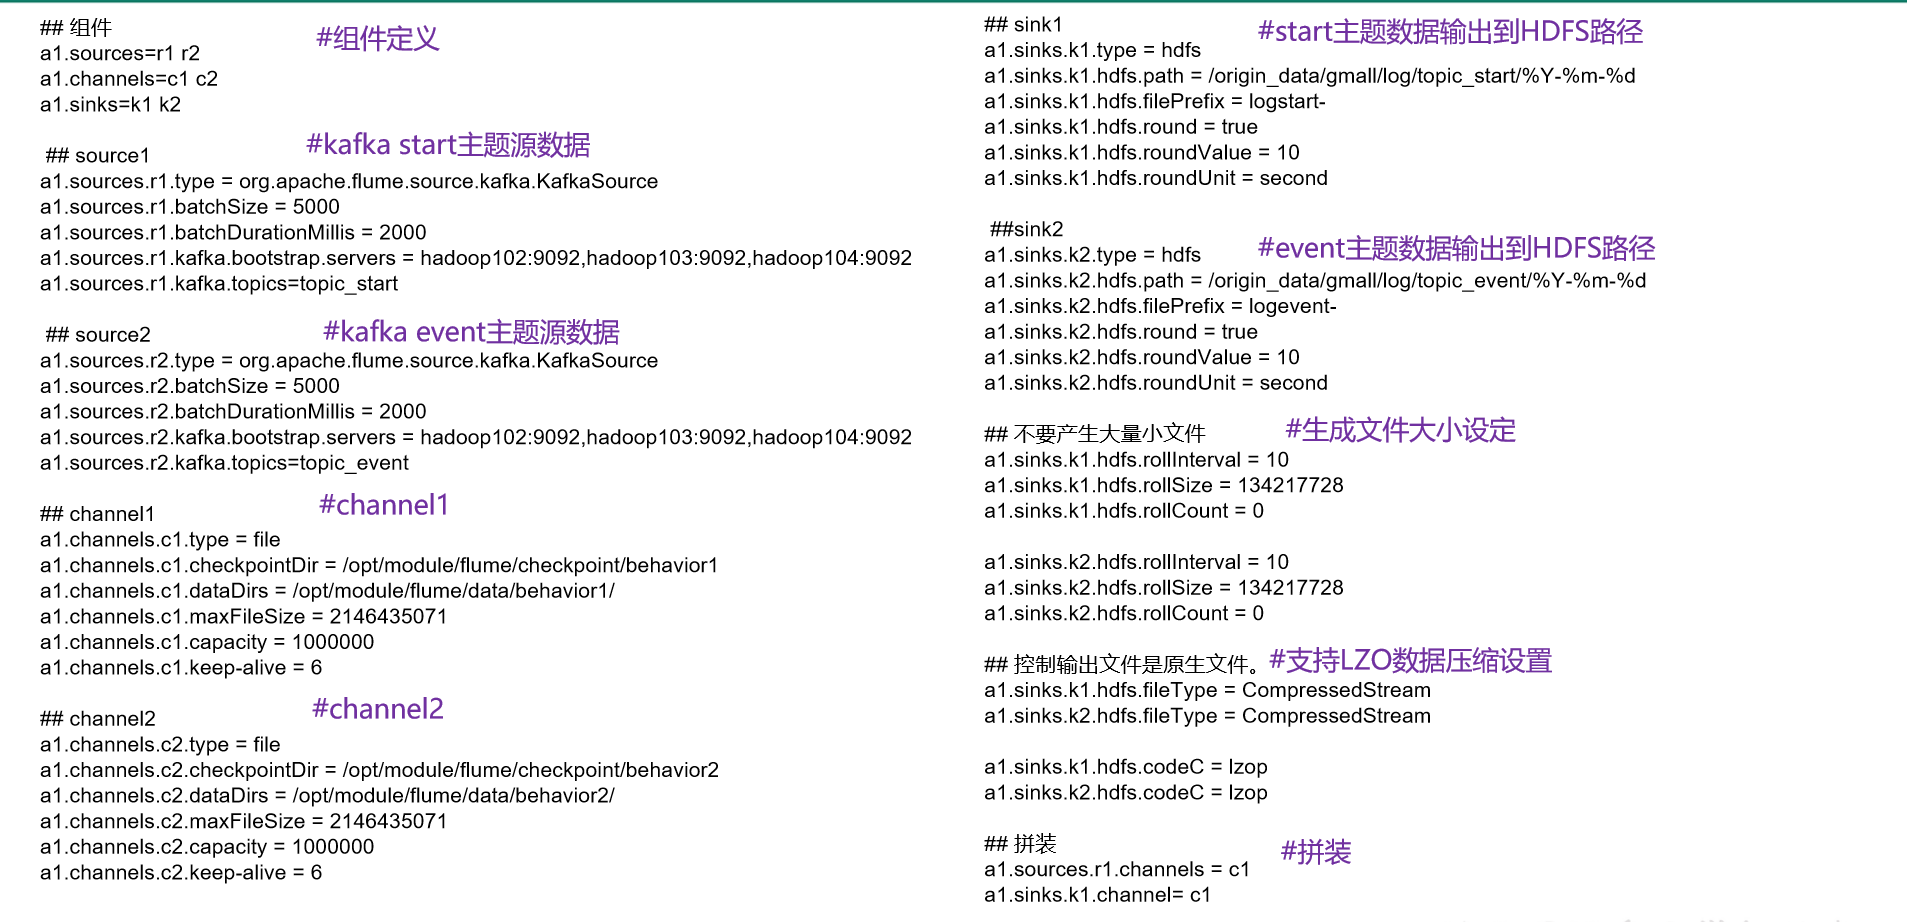 ## 组件
#组件定义
a1.sources=r1 r2
a1.channels=c1 c2
a1.sinks=k1 k2
#kafka start主题源数据
## source1
a1.sources.r1.type = org.apache.flume.source.kafka.KafkaSource
a1.sources.r1.batchSize = 5000
a1.sources.r1.batchDurationMillis = 2000
a1.sources.r1.kafka.bootstrap.servers = hadoop102:9092,hadoop103:9092,hadoop104:9092
a1.sources.r1.kafka.topics=topic_start
## source2
#kafka event主题源数据
a1.sources.r2.type = org.apache.flume.source.kafka.KafkaSource
a1.sources.r2.batchSize = 5000
a1.sources.r2.batchDurationMillis = 2000
a1.sources.r2.kafka.bootstrap.servers = hadoop102:9092,hadoop103:9092,hadoop104:9092
a1.sources.r2.kafka.topics=topic_event
#channel1
## channel1
a1.channels.c1.type = file
a1.channels.c1.checkpointDir = /opt/module/flume/checkpoint/behavior1
a1.channels.c1.dataDirs = /opt/module/flume/data/behavior1/
a1.channels.c1.maxFileSize = 2146435071
a1.channels.c1.capacity = 1000000
a1.channels.c1.keep-alive = 6
#channel2
## channel2
a1.channels.c2.type = file
a1.channels.c2.checkpointDir = /opt/module/flume/checkpoint/behavior2
a1.channels.c2.dataDirs = /opt/module/flume/data/behavior2/
a1.channels.c2.maxFileSize = 2146435071
a1.channels.c2.capacity = 1000000
a1.channels.c2.keep-alive = 6
## sink1
#start主题数据输出到HDFS路径
a1.sinks.k1.type = hdfs
a1.sinks.k1.hdfs.path = /origin_data/gmall/log/topic_start/%Y-%m-%d
a1.sinks.k1.hdfs.filePrefix = logstart-
a1.sinks.k1.hdfs.round = true
a1.sinks.k1.hdfs.roundValue = 10
a1.sinks.k1.hdfs.roundUnit = second
##sink2
#event主题数据输出到HDFS路径
a1.sinks.k2.type = hdfs
a1.sinks.k2.hdfs.path = /origin_data/gmall/log/topic_event/%Y-%m-%d
a1.sinks.k2.hdfs.filePrefix = logevent-
a1.sinks.k2.hdfs.round = true
a1.sinks.k2.hdfs.roundValue = 10
a1.sinks.k2.hdfs.roundUnit = second
## 不要产生大量小文件
#生成文件大小设定
a1.sinks.k1.hdfs.rollInterval = 10
a1.sinks.k1.hdfs.rollSize = 134217728
a1.sinks.k1.hdfs.rollCount = 0
a1.sinks.k2.hdfs.rollInterval = 10
a1.sinks.k2.hdfs.rollSize = 134217728
a1.sinks.k2.hdfs.rollCount = 0
## 控制输出文件是原生文件。
#支持LZO数据压缩设置
a1.sinks.k1.hdfs.fileType = CompressedStream
a1.sinks.k2.hdfs.fileType = CompressedStream
a1.sinks.k1.hdfs.codeC = lzop
a1.sinks.k2.hdfs.codeC = lzop
## 拼装
#拼装
a1.sources.r1.channels = c1
a1.sinks.k1.channel= c1